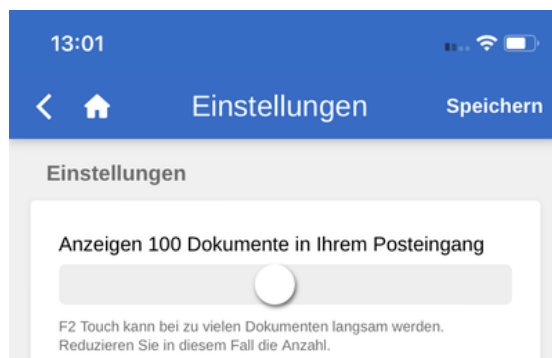 13:01
Einstellungen
Speichern
Einstellungen
Anzeigen 100 Dokumente in Ihrem Posteingang
F2 Touch kann bei zu vielen Dokumenten langsam werden.
Reduzieren Sie in diesem Fall die Anzahl.